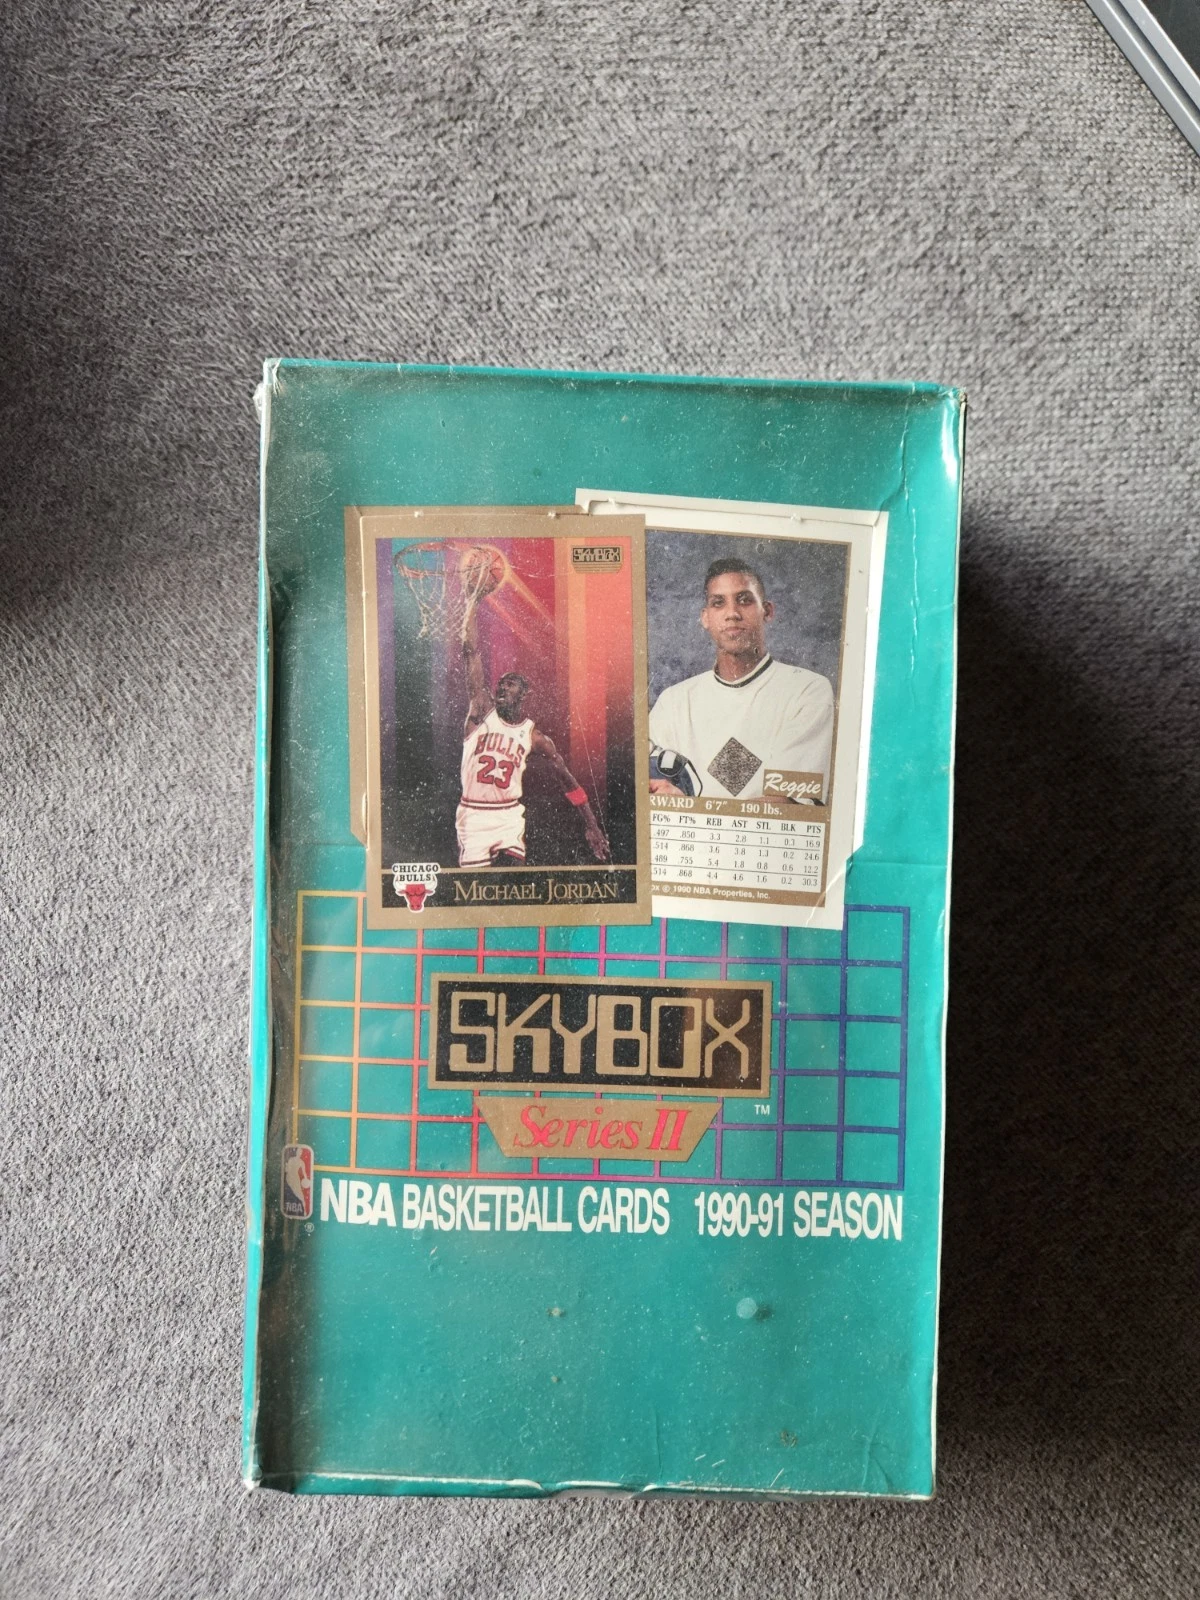 SKYBOX
BULLS
23
CHICAGO
BULLS
MICHAEL JORDAN
Reggie
RWARD 6'7" 190 lbs.
FG% FT% REB AST STL BLK PTS
.497 .850 3.3 2.8 1.1 0.3 16.9
.514 .868 3.6 3.8 1.3 0.2 24.6
.489 .755 5.4 1.8 0.8 0.6 12.2
.514 .868 4.4 4.6 1.6 0.2 30.3
ox © 1990 NBA Properties, Inc.
SKYBOX
TM
Series II
NBA
®
NBA BASKETBALL CARDS 1990-91 SEASON